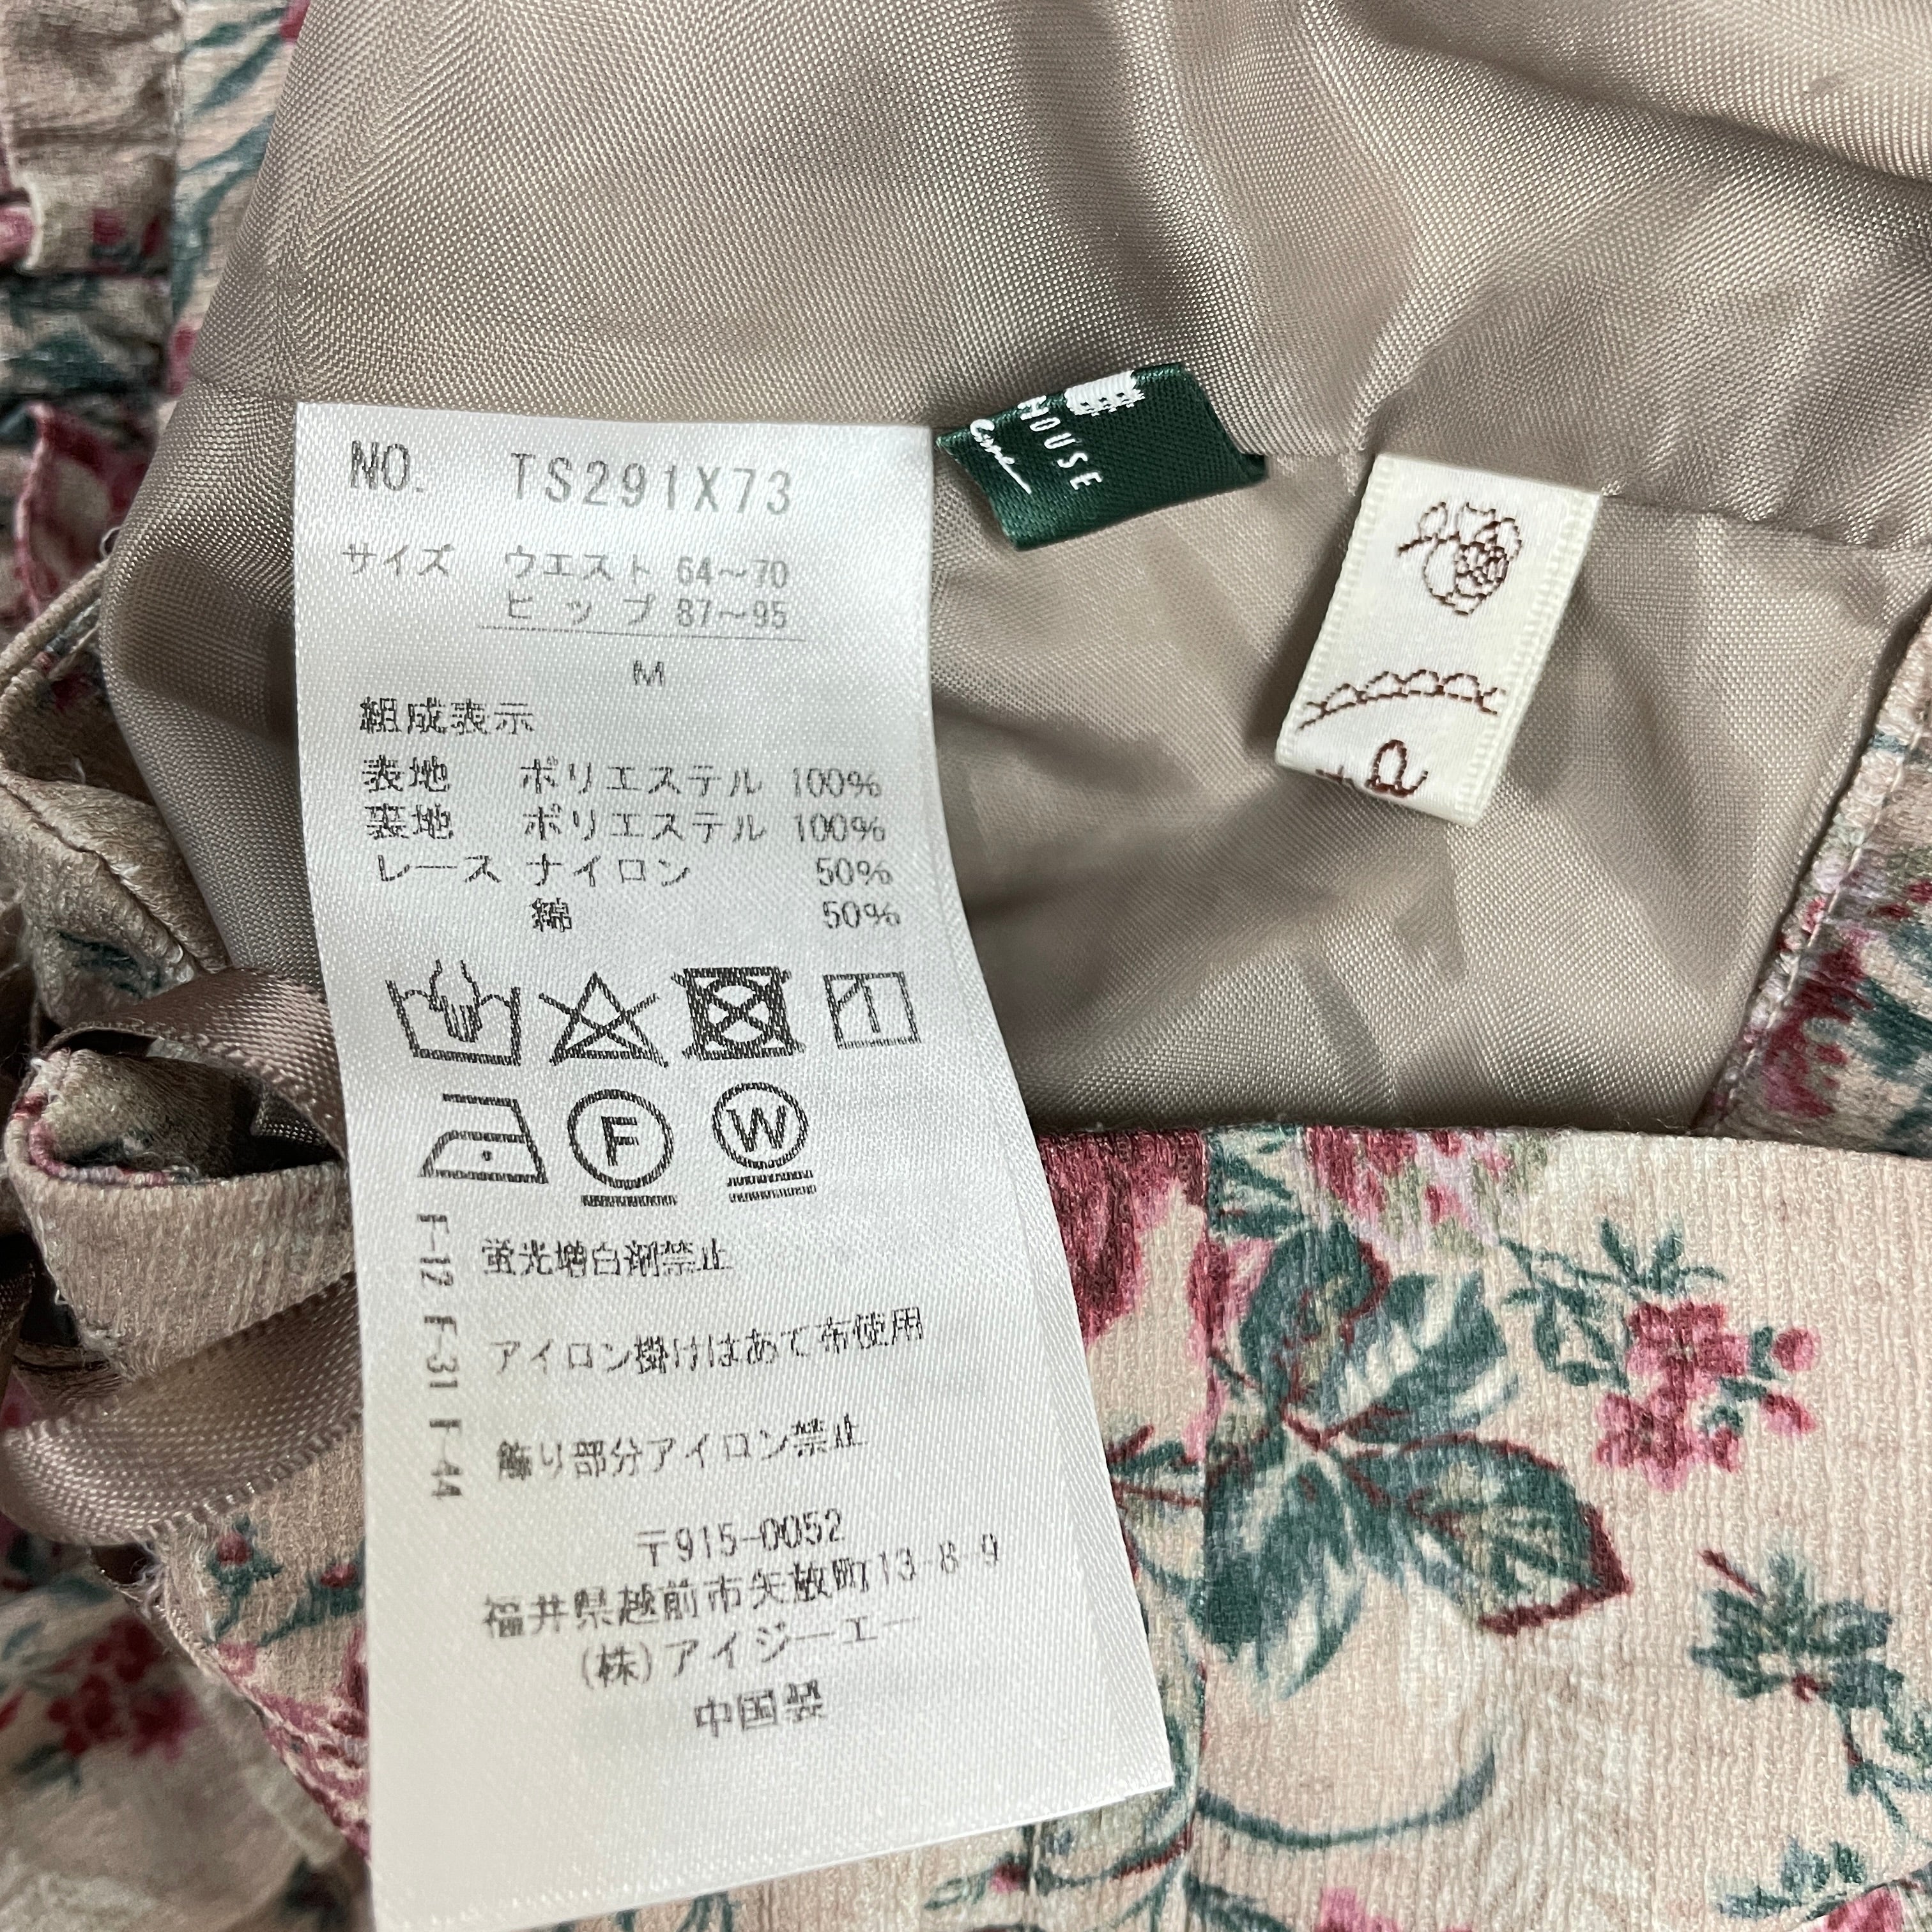 NO. TS291X73
サイズ ウエスト 64〜70
ヒップ 87〜95
M
組成表示
表地 ポリエステル 100%
裏地 ポリエステル 100%
レース ナイロン 50%
綿 50%
F
W
F-12 F-31 F-44
蛍光増白剤禁止
アイロン掛けはあて布使用
飾り部分アイロン禁止
〒915-0052
福井県越前市矢放町13-8-9
(株)アイジーエー
中国製
HOUSE